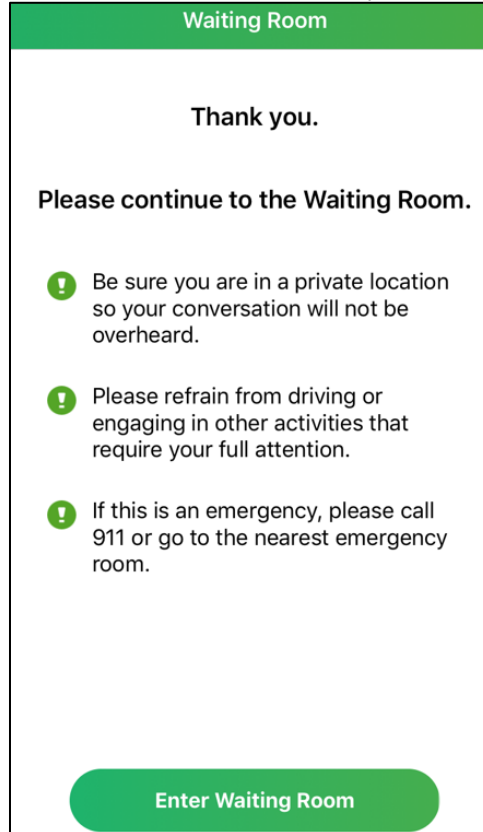 Waiting Room
Thank you.
Please continue to the Waiting Room.
Be sure you are in a private location
so your conversation will not be
overheard.
Please refrain from driving or
engaging in other activities that
require your full attention.
If this is an emergency, please call
911 or go to the nearest emergency
room.
Enter Waiting Room